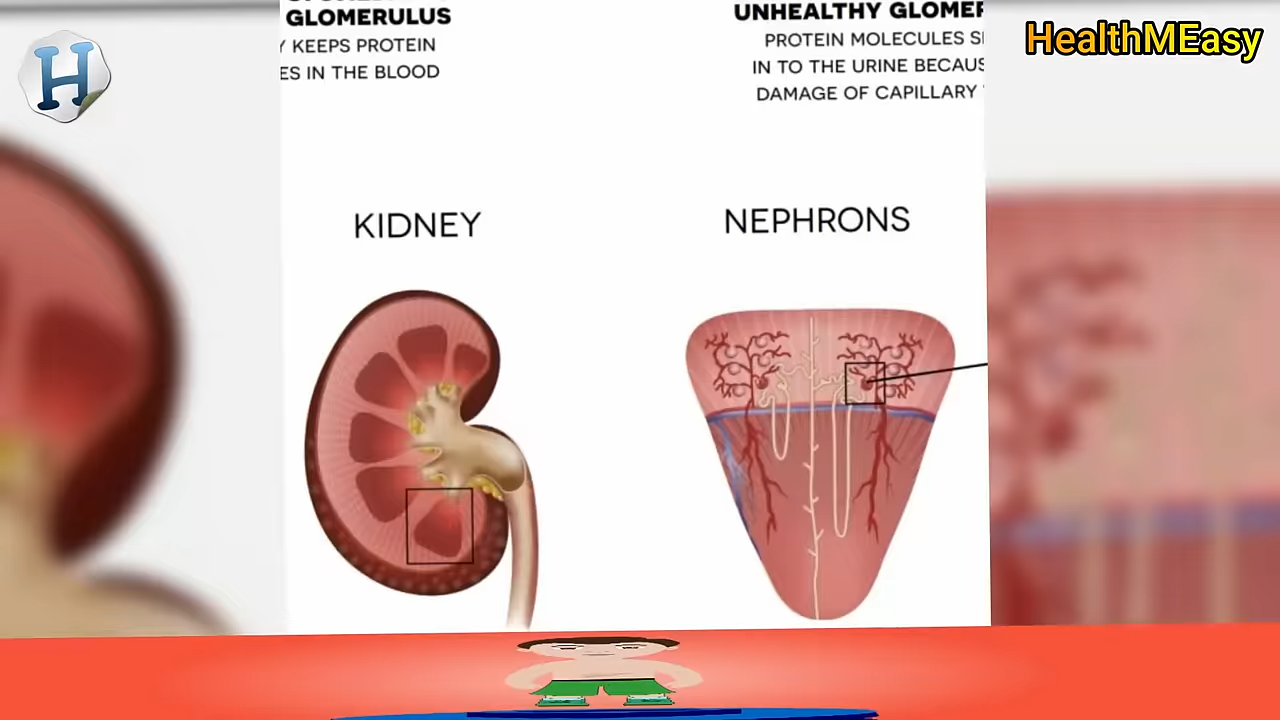 H
HealthMEasy
GLOMERULUS
KEEPS PROTEIN
ES IN THE BLOOD
UNHEALTHY GLOMER
PROTEIN MOLECULES
IN TO THE URINE BECAUS
DAMAGE OF CAPILLARY
KIDNEY
NEPHRONS